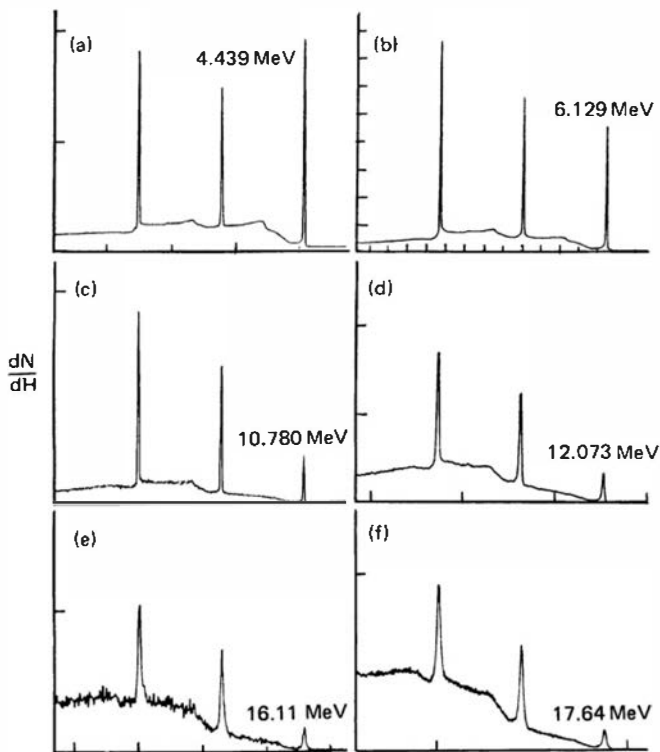 (a)
4.439 MeV
(b)
6.129 MeV
(c)
10.780 MeV
(d)
12.073 MeV
dN
dH
(e)
16.11 MeV
(f)
17.64 MeV